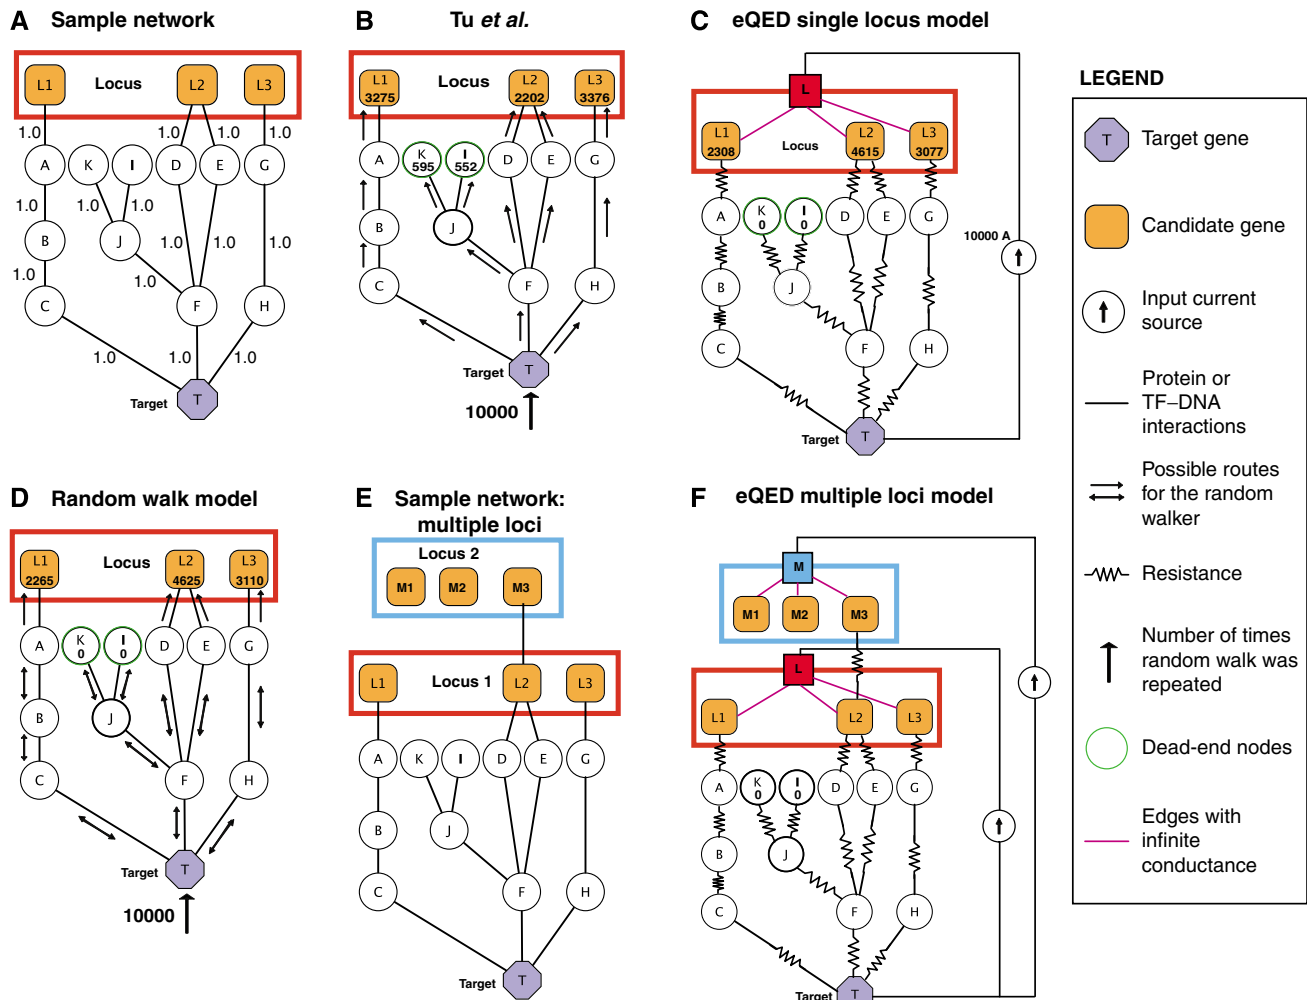 A Sample network
Locus
L1
L2
L3
1.0
1.0
1.0
1.0
A
K
I
D
E
G
1.0
1.0
1.0
B
J
1.0
1.0
1.0
1.0
1.0
C
F
H
1.0
1.0
1.0
Target
T
B Tu et al.
Locus
L1
3275
L2
2202
L3
3376
A
K
595
I
552
D
E
G
B
J
C
F
H
Target
T
10000
C eQED single locus model
L
L1
2308
Locus
L2
4615
L3
3077
A
K
0
I
0
D
E
G
10000 A
B
J
C
F
H
Target
T
D Random walk model
Locus
L1
2265
L2
4625
L3
3110
A
K
0
I
0
D
E
G
B
J
C
F
H
Target
T
10000
E Sample network:
multiple loci
Locus 2
M1
M2
M3
L1
Locus 1
L2
L3
A
K
I
D
E
G
B
J
C
F
H
Target
T
F eQED multiple loci model
M
M1
M2
M3
L
L1
L2
L3
A
K
0
I
0
D
E
G
B
J
C
F
H
Target
T
LEGEND
T
Target gene
Candidate gene
Input current
source
Protein or
TF–DNA
interactions
Possible routes
for the random
walker
Resistance
Number of times
random walk was
repeated
Dead-end nodes
Edges with
infinite
conductance